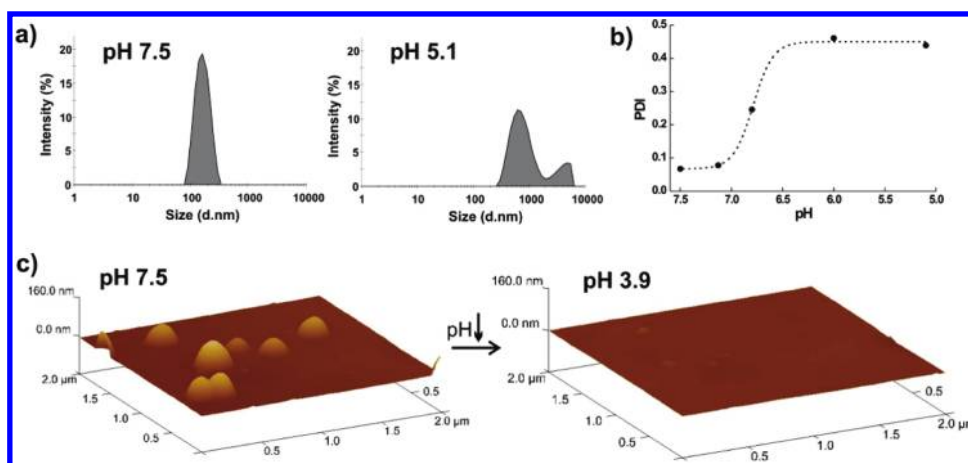 a)
pH 7.5
Intensity (%)
20
15
10
5
0
1
10
100
1000
10000
Size (d.nm)
pH 5.1
Intensity (%)
20
15
10
5
0
1
10
100
1000
10000
Size (d.nm)
b)
PDI
0.5
0.4
0.3
0.2
0.1
0.0
7.5
7.0
6.5
6.0
5.5
5.0
pH
c)
pH 7.5
160.0 nm
0.0 nm
2.0 µm
1.5
1.0
0.5
0.5
1.0
1.5
2.0 µm
0.5
pH↓
pH 3.9
160.0 nm
0.0 nm
2.0 µm
1.5
1.0
0.5
0.5
1.0
1.5
2.0 µm
0.5